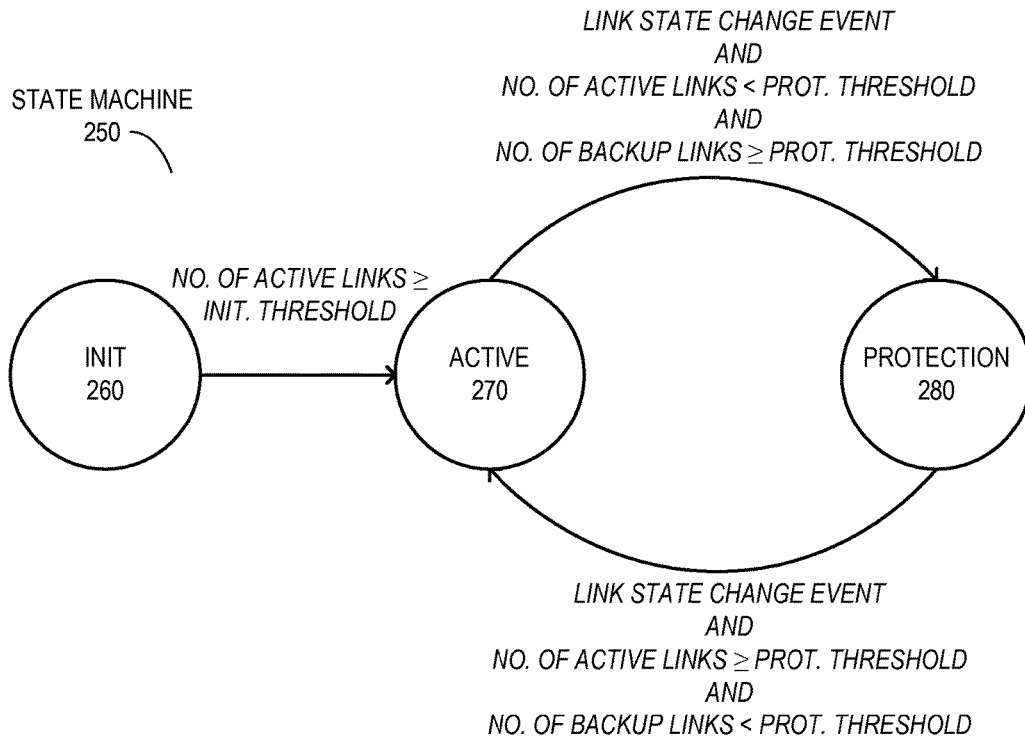 LINK STATE CHANGE EVENT
AND
NO. OF ACTIVE LINKS < PROT. THRESHOLD
AND
NO. OF BACKUP LINKS ≥ PROT. THRESHOLD
STATE MACHINE
250
NO. OF ACTIVE LINKS ≥
INIT. THRESHOLD
INIT
260
ACTIVE
270
PROTECTION
280
LINK STATE CHANGE EVENT
AND
NO. OF ACTIVE LINKS ≥ PROT. THRESHOLD
AND
NO. OF BACKUP LINKS < PROT. THRESHOLD